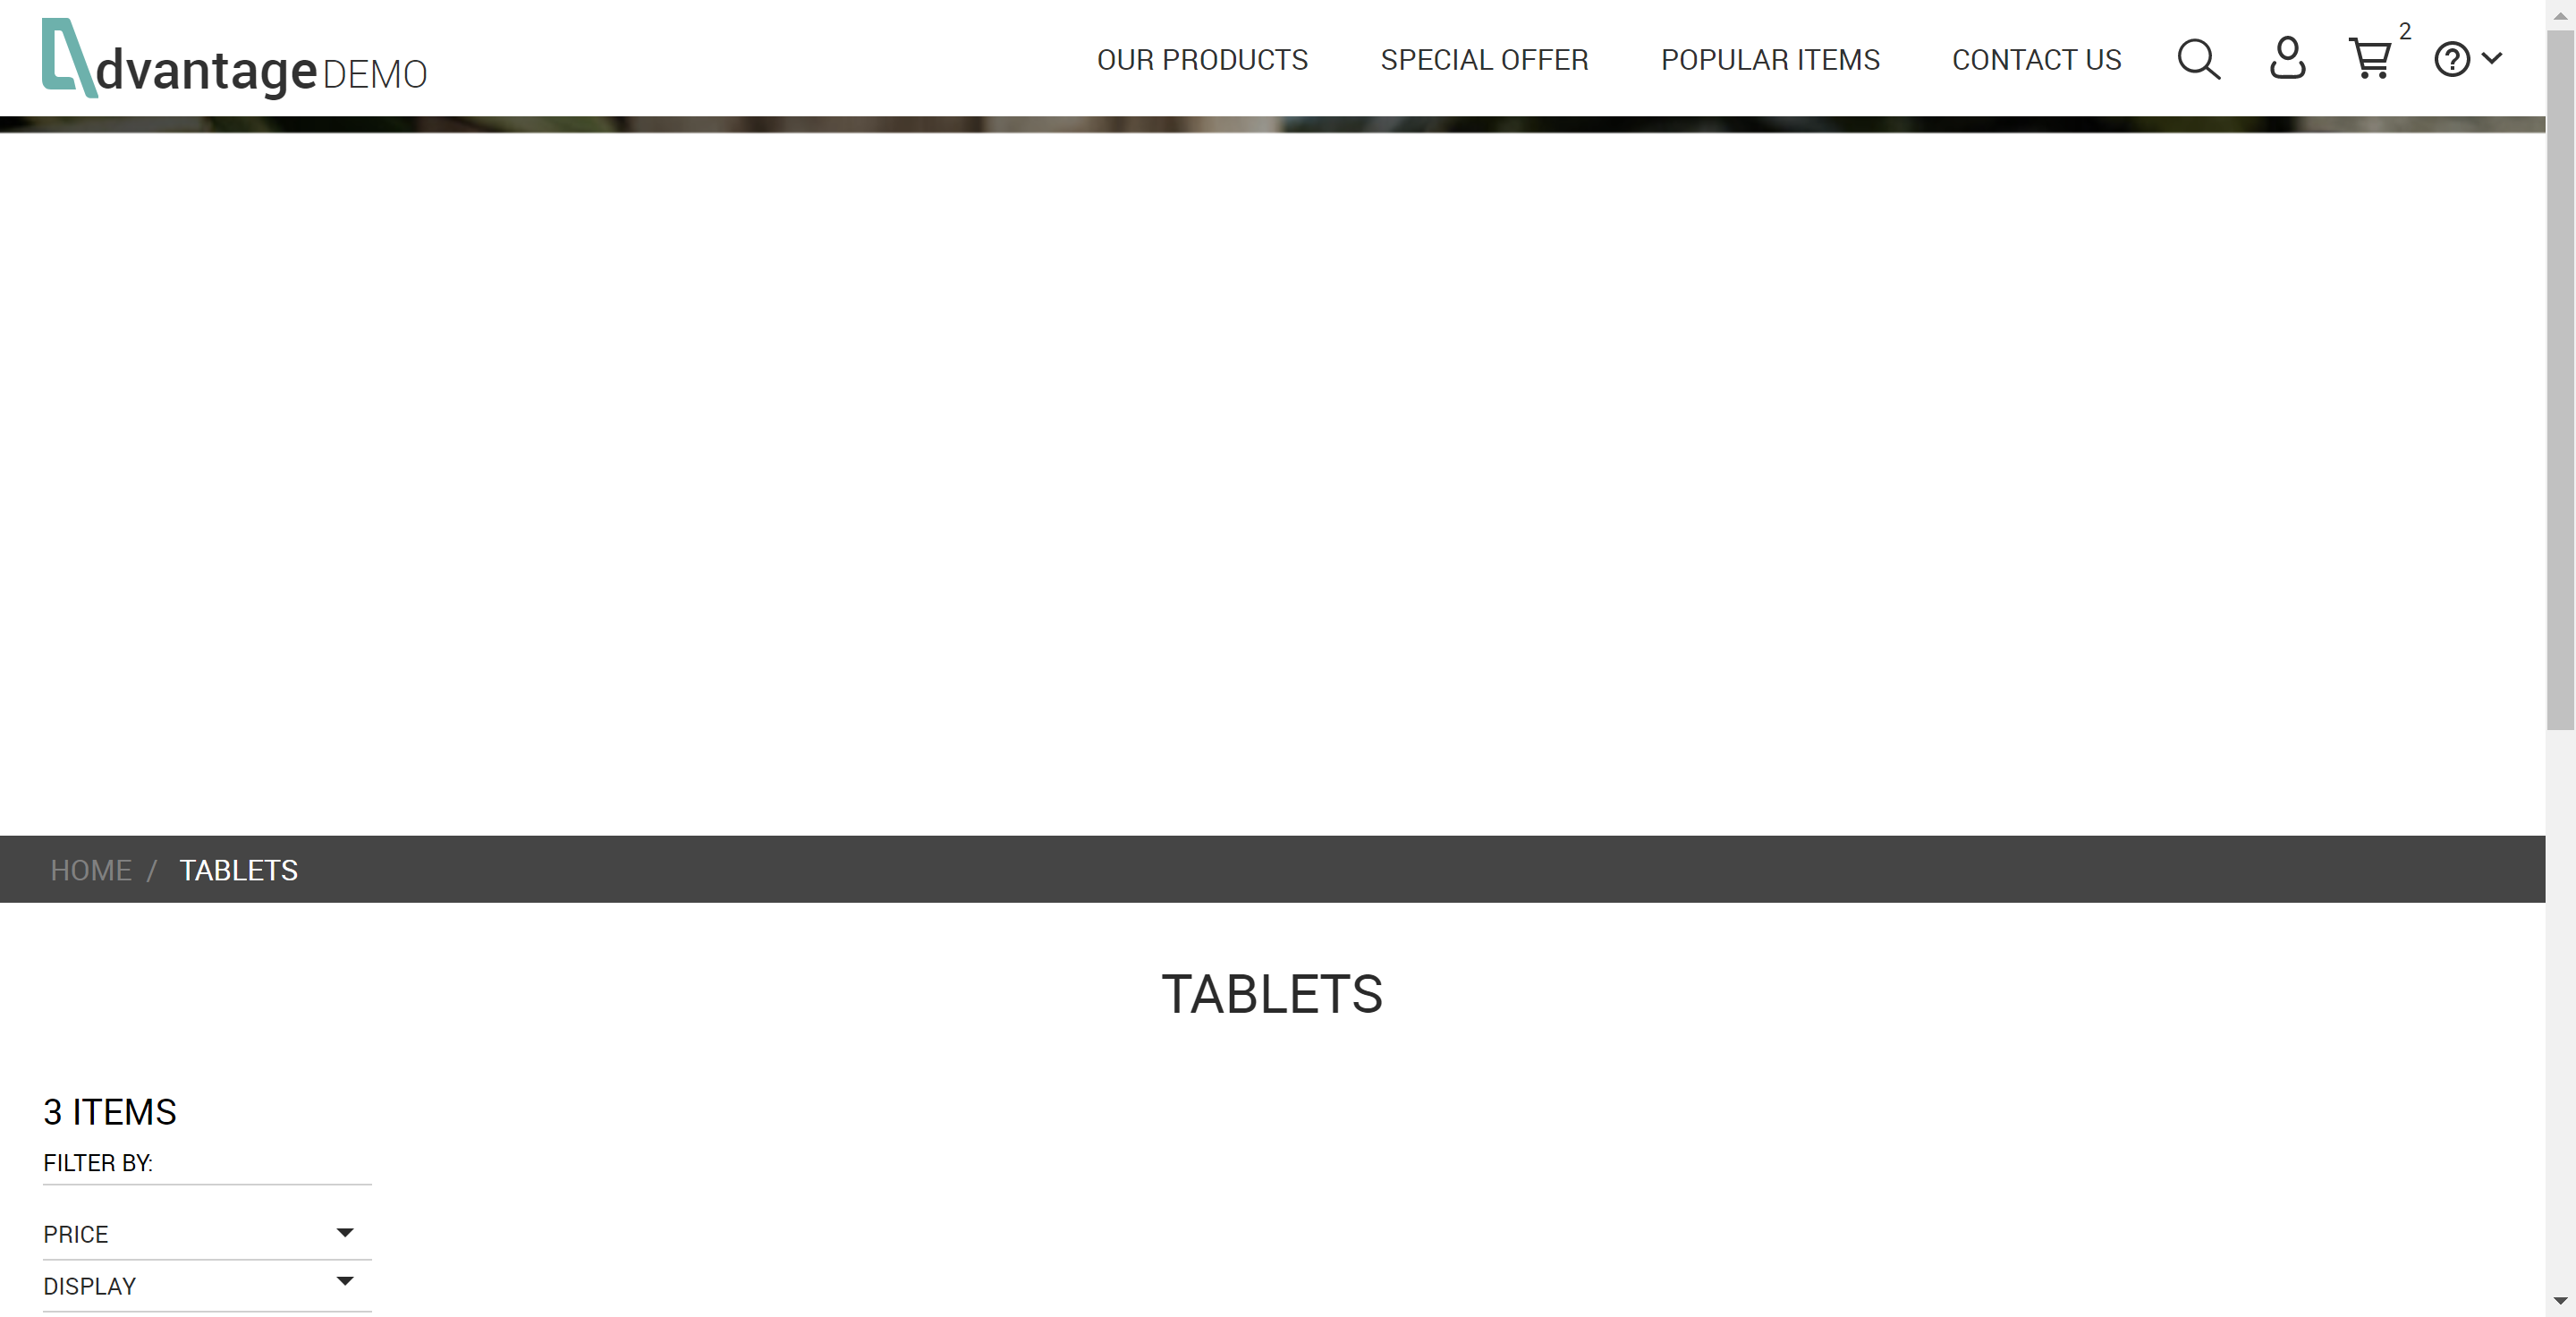 dvantage DEMO
OUR PRODUCTS SPECIAL OFFER POPULAR ITEMS CONTACT US 2
HOME / TABLETS
TABLETS
3 ITEMS
FILTER BY:
PRICE
DISPLAY